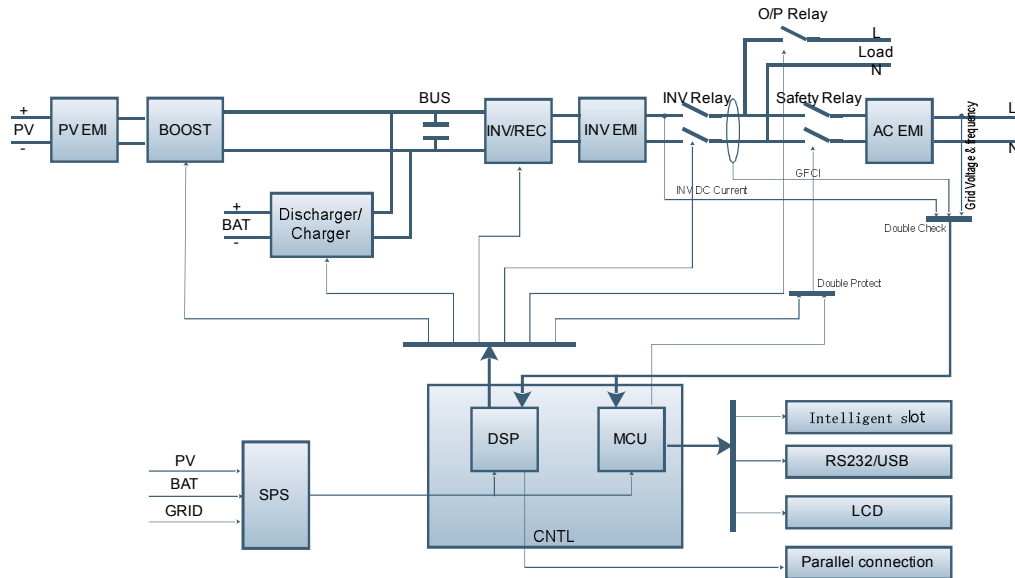 O/P Relay
L
Load
N
+
PV
-
PV EMI
BOOST
BUS
INV/REC
INV EMI
INV Relay
Safety Relay
AC EMI
L
N
Grid Voltage & frequency
GFCI
INV DC Current
Double Check
+
BAT
-
Discharger/
Charger
Double Protect
DSP
MCU
CNTL
PV
BAT
GRID
SPS
Intelligent slot
RS232/USB
LCD
Parallel connection